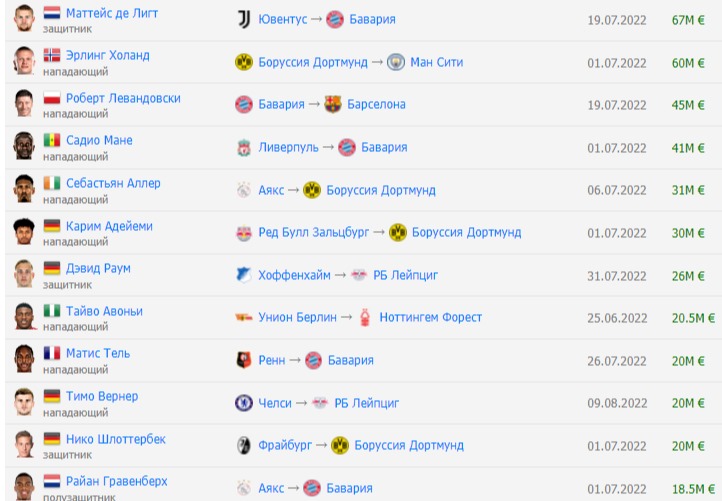 Маттейс де Лигт
защитник
Ювентус → Бавария 19.07.2022 67M €
Эрлинг Холанд
нападающий
Боруссия Дортмунд → Ман Сити 01.07.2022 60M €
Роберт Левандовски
нападающий
Бавария → Барселона 19.07.2022 45M €
Садио Мане
нападающий
Ливерпуль → Бавария 01.07.2022 41M €
Себастьян Аллер
нападающий
Аякс → Боруссия Дортмунд 06.07.2022 31M €
Карим Адейеми
нападающий
Ред Булл Зальцбург → Боруссия Дортмунд 01.07.2022 30M €
Дэвид Раум
защитник
Хоффенхайм → РБ Лейпциг 31.07.2022 26M €
Тайво Авоньи
нападающий
Унион Берлин → Ноттингем Форест 25.06.2022 20.5M €
Матис Тель
нападающий
Ренн → Бавария 26.07.2022 20M €
Тимо Вернер
нападающий
Челси → РБ Лейпциг 09.08.2022 20M €
Нико Шлоттербек
защитник
Фрайбург → Боруссия Дортмунд 01.07.2022 20M €
Райан Гравенберх
полузащитник
Аякс → Бавария 01.07.2022 18.5M €